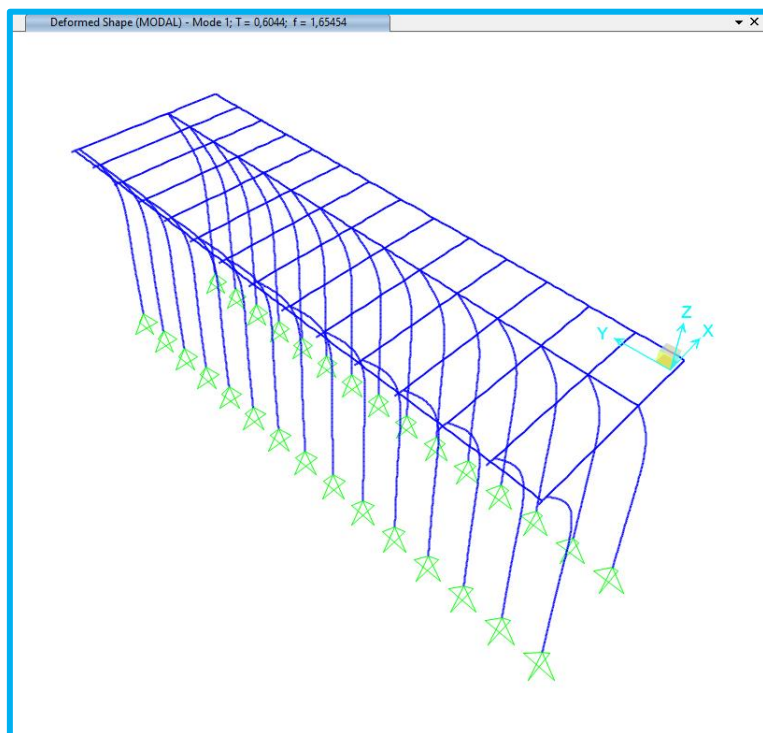 Deformed Shape (MODAL) - Mode 1; T = 0,6044;  f = 1,65454
Z
X
Y